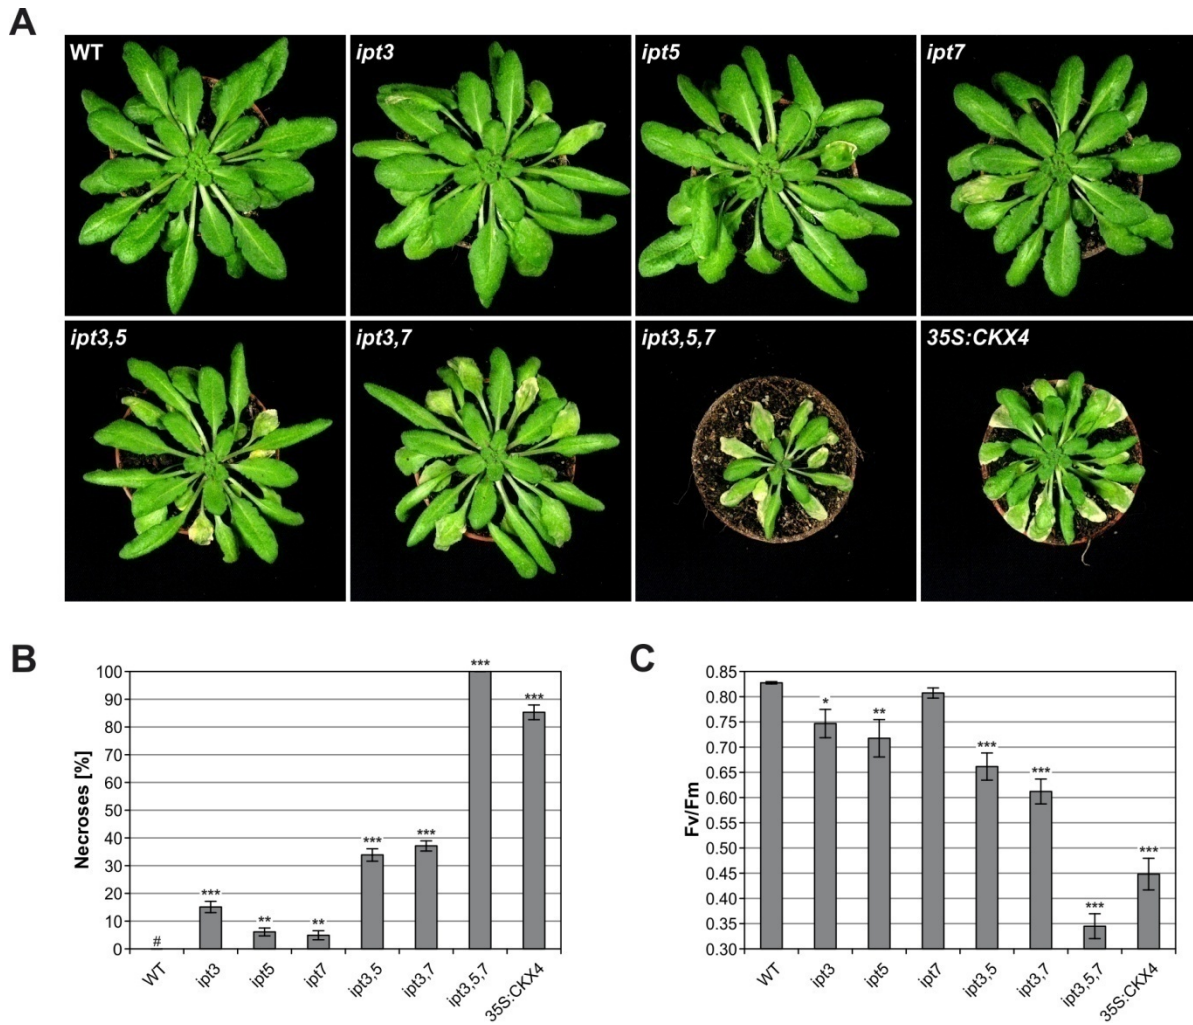 A
WT
ipt3
ipt5
ipt7
ipt3,5
ipt3,7
ipt3,5,7
35S:CKX4
B
Necroses [%]
100
90
80
70
60
50
40
30
20
10
0
#
***
**
**
***
***
***
***
WT
ipt3
ipt5
ipt7
ipt3,5
ipt3,7
ipt3,5,7
35S:CKX4
C
Fv/Fm
0.85
0.80
0.75
0.70
0.65
0.60
0.55
0.50
0.45
0.40
0.35
0.30
*
**
***
***
***
***
WT
ipt3
ipt5
ipt7
ipt3,5
ipt3,7
ipt3,5,7
35S:CKX4